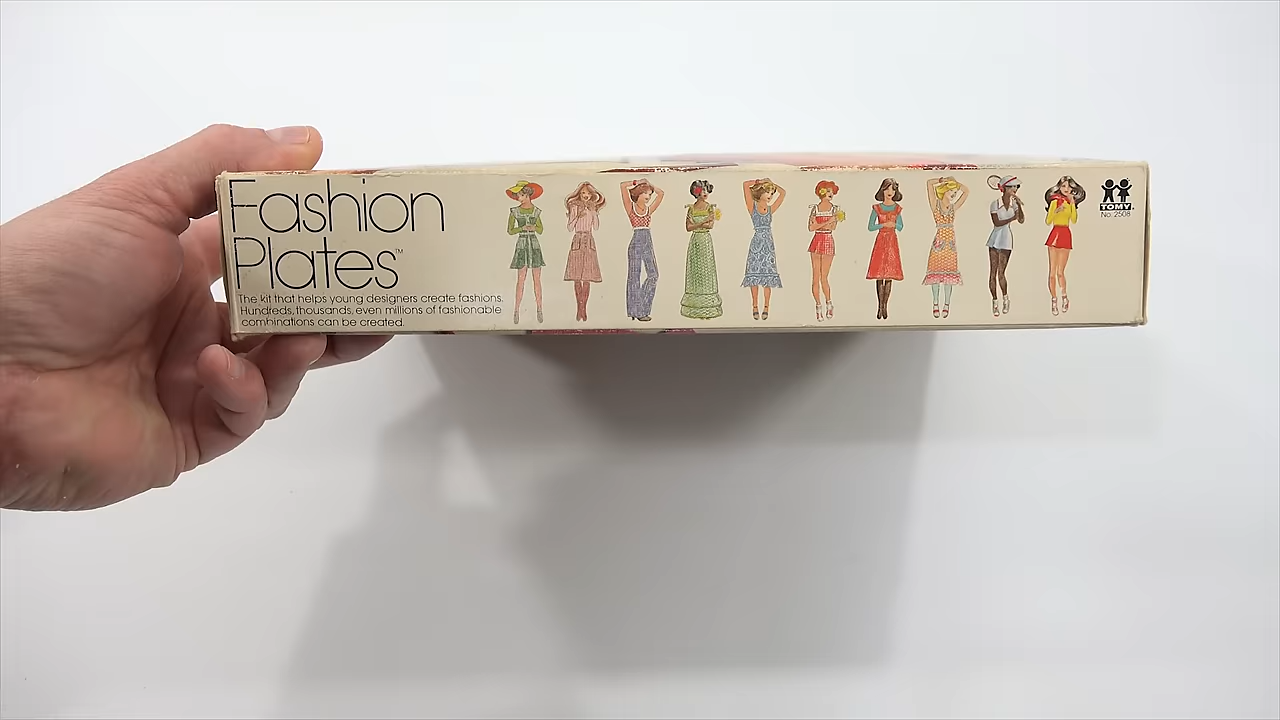 Fashion
Plates™
The kit that helps young designers create fashions.
Hundreds, thousands, even millions of fashionable
combinations can be created.
TOMY.
No. 2508